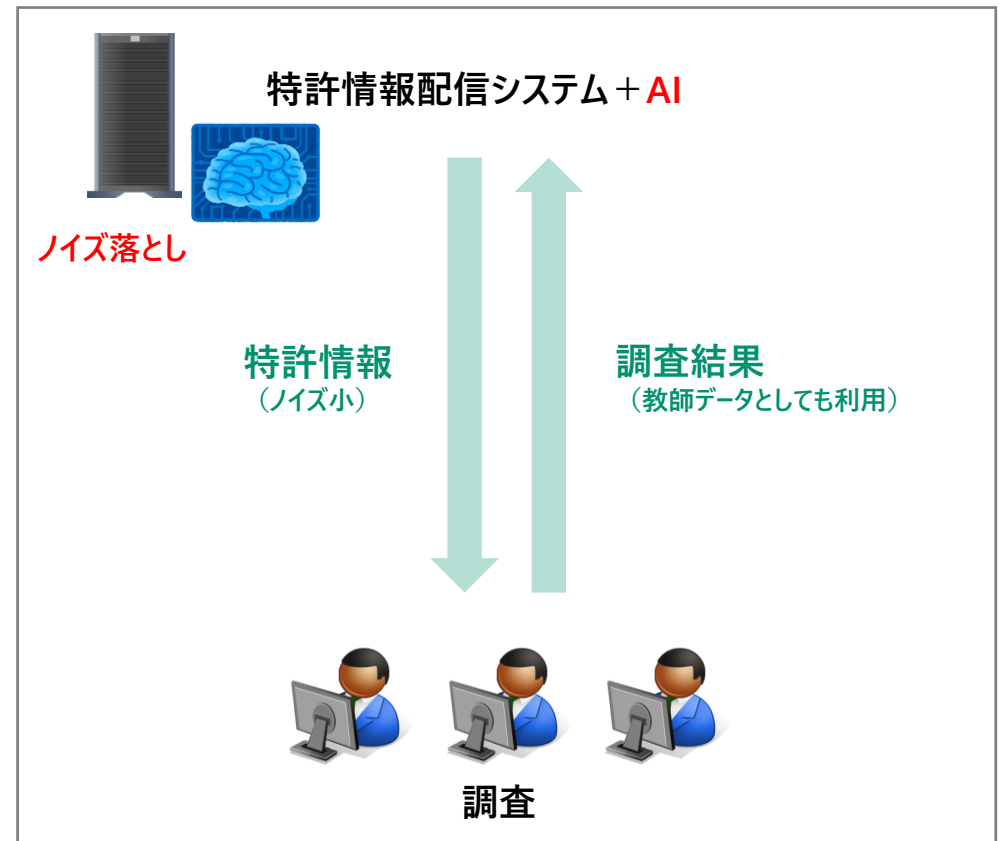 特許情報配信システム＋AI
ノイズ落とし
特許情報
（ノイズ小）
調査結果
（教師データとしても利用）
調査